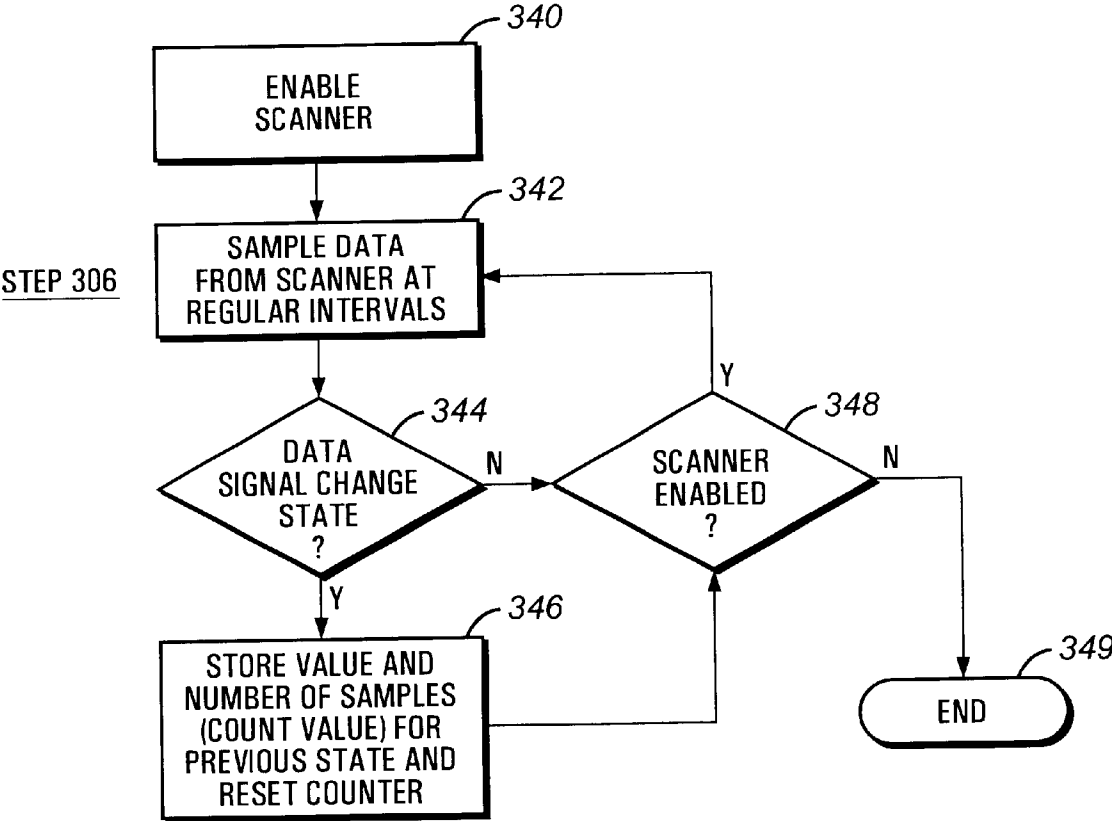 340
ENABLE
SCANNER
342
SAMPLE DATA
FROM SCANNER AT
REGULAR INTERVALS
STEP 306
344
DATA
SIGNAL CHANGE
STATE
?
N
Y
348
SCANNER
ENABLED
?
Y
N
346
STORE VALUE AND
NUMBER OF SAMPLES
(COUNT VALUE) FOR
PREVIOUS STATE AND
RESET COUNTER
349
END